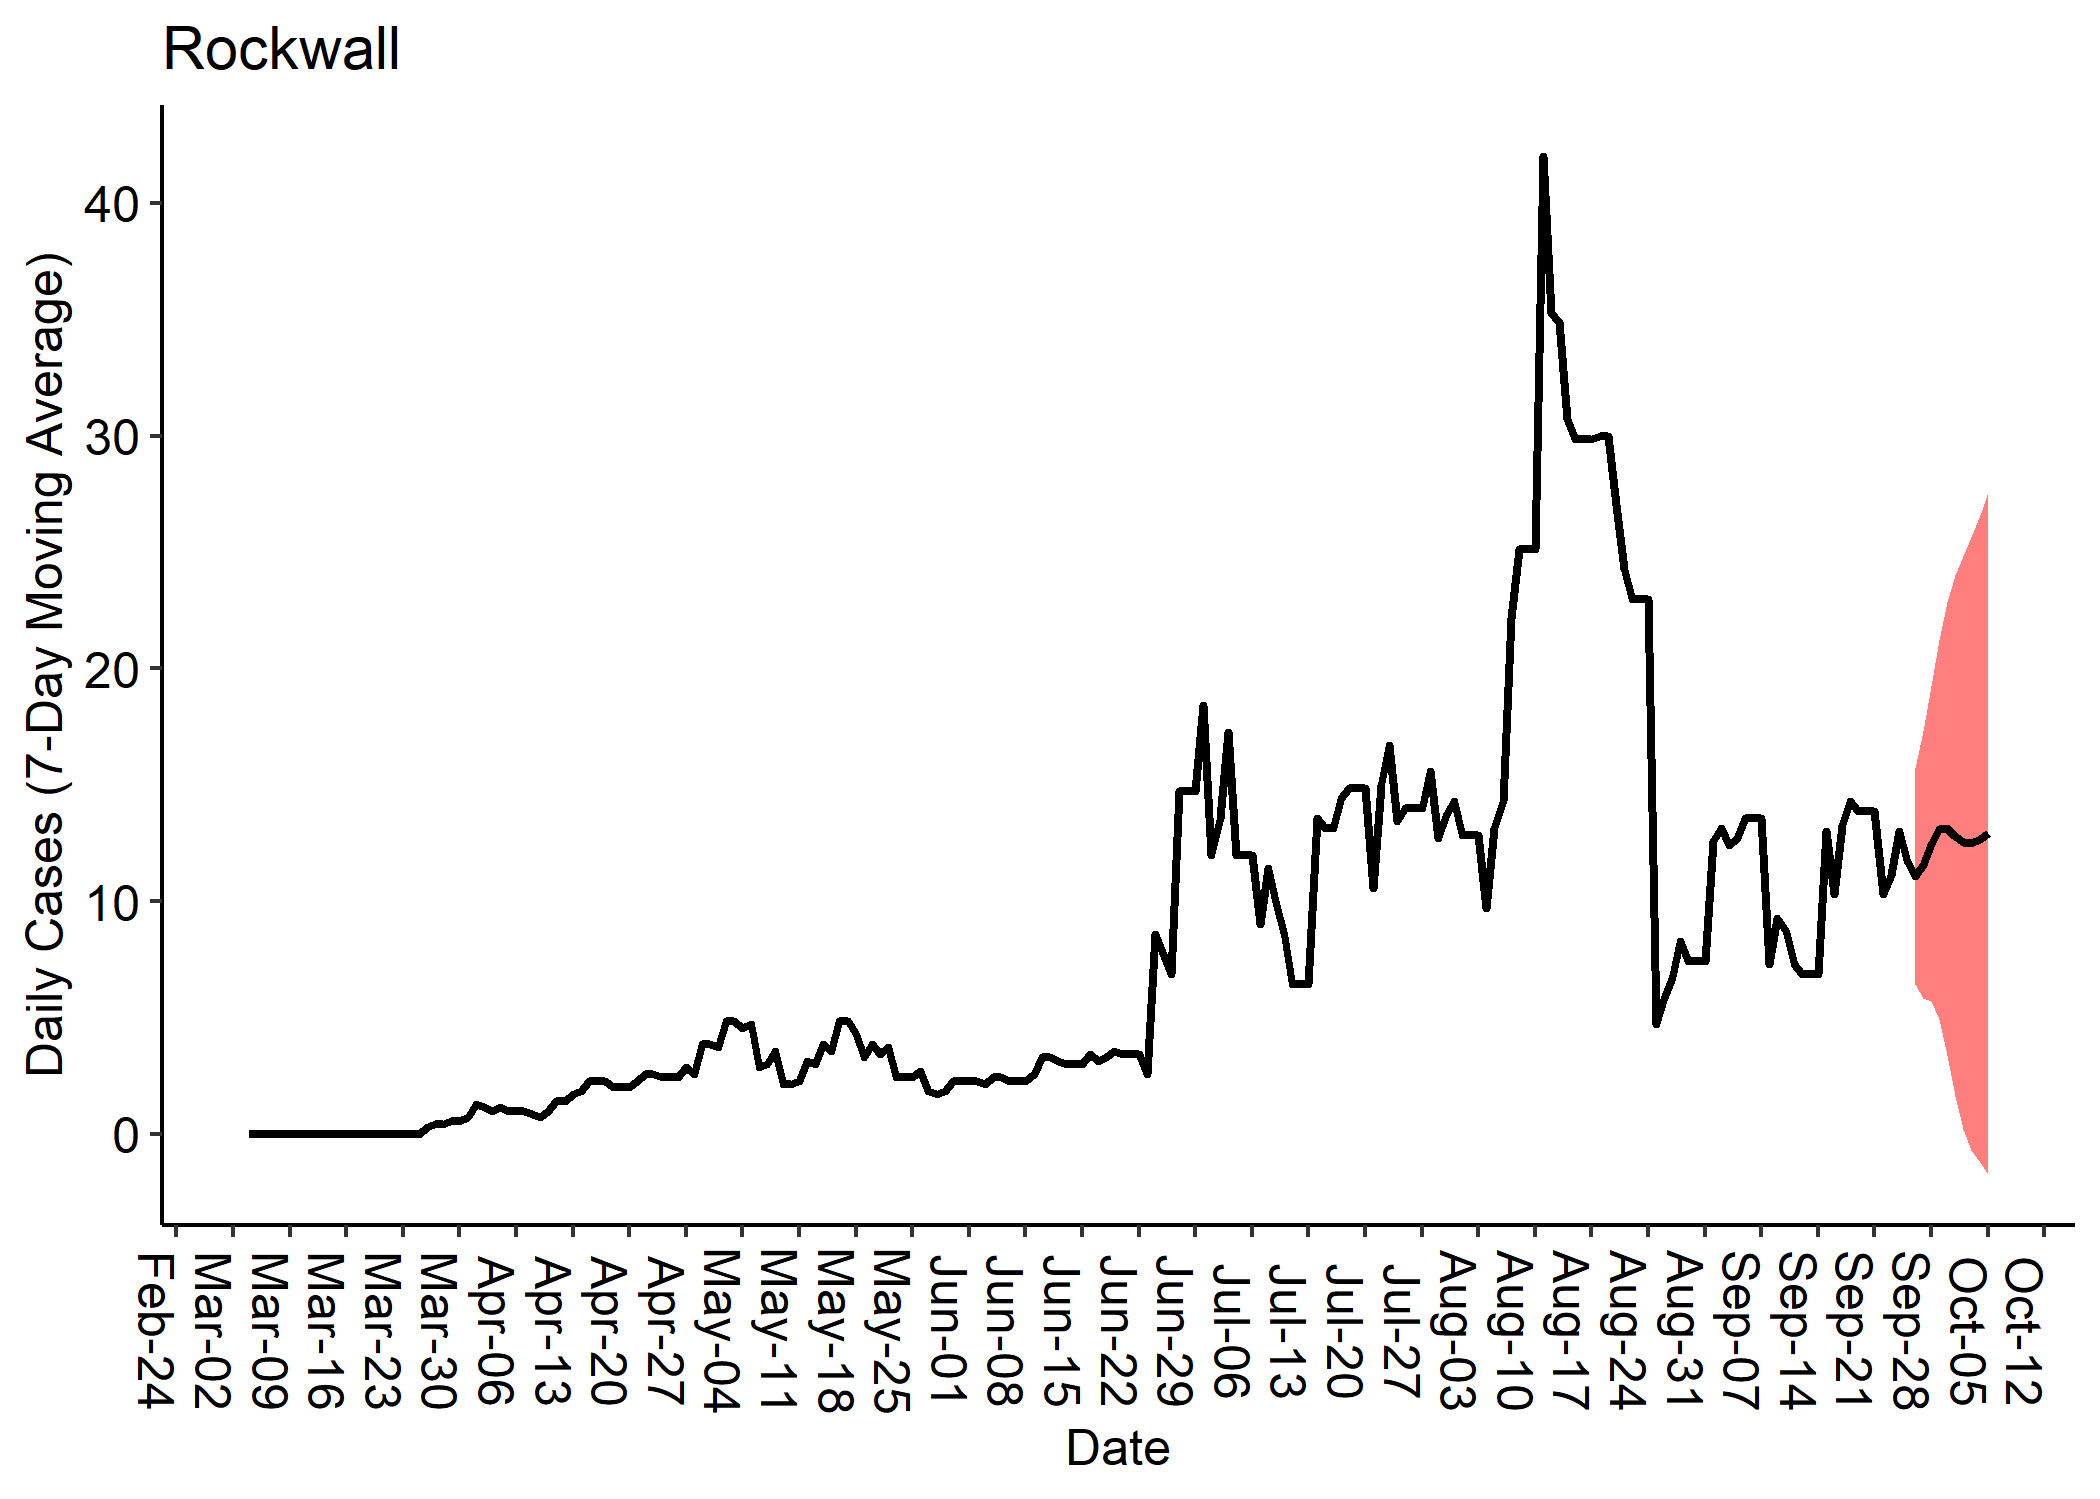 Rockwall
Daily Cases (7-Day Moving Average)
40
30
20
10
0
Feb-24
Mar-02
Mar-09
Mar-16
Mar-23
Mar-30
Apr-06
Apr-13
Apr-20
Apr-27
May-04
May-11
May-18
May-25
Jun-01
Jun-08
Jun-15
Jun-22
Jun-29
Jul-06
Jul-13
Jul-20
Jul-27
Aug-03
Aug-10
Aug-17
Aug-24
Aug-31
Sep-07
Sep-14
Sep-21
Sep-28
Oct-05
Oct-12
Date